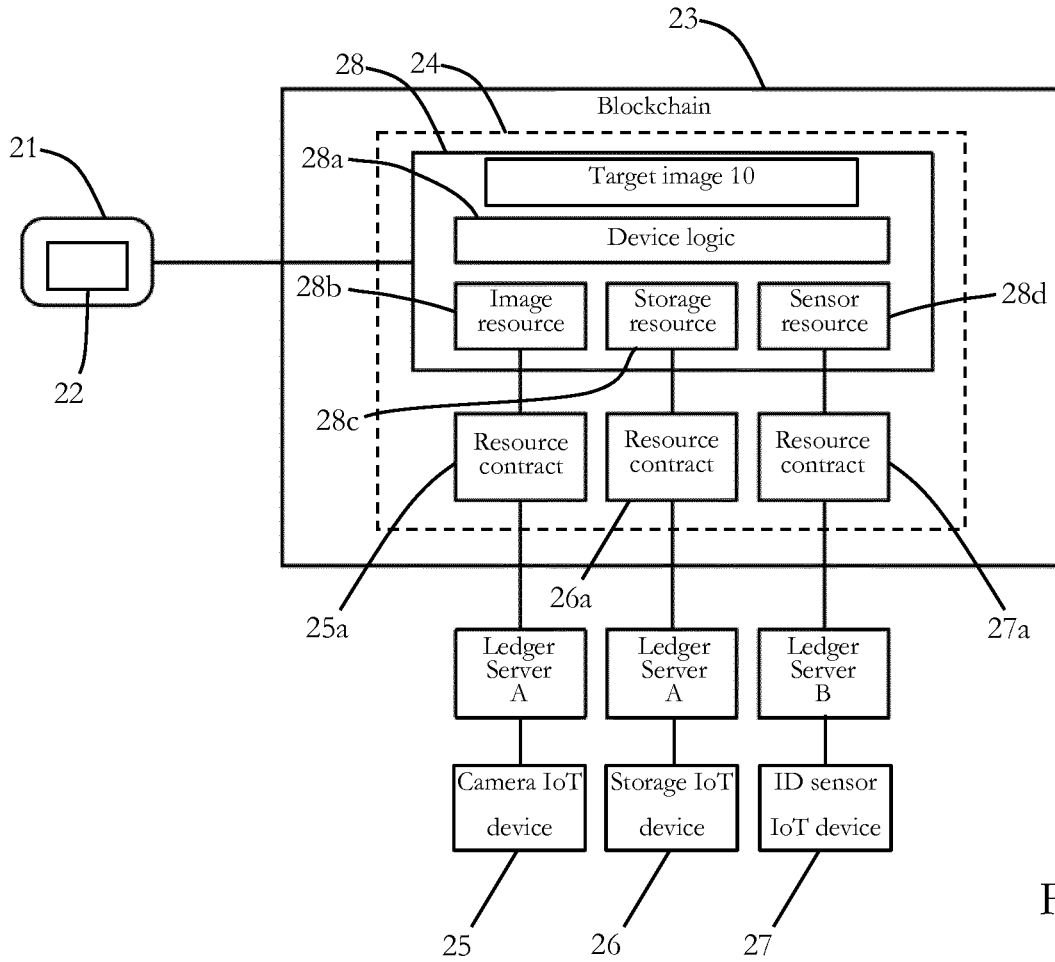 23
28
24
Blockchain
21
28a
Target image 10
Device logic
28b
Image
resource
Storage
resource
Sensor
resource
28d
22
28c
Resource
contract
Resource
contract
Resource
contract
25a
26a
27a
Ledger
Server
A
Ledger
Server
A
Ledger
Server
B
Camera IoT
device
Storage IoT
device
ID sensor
IoT device
25
26
27